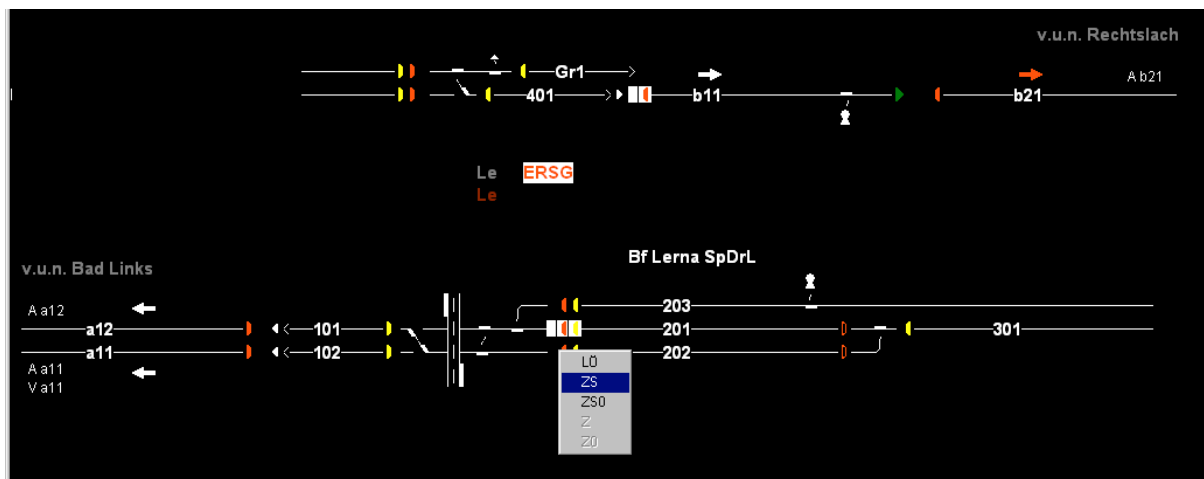 v.u.n. Rechtslach
Gr1
A b21
401
b11
b21
Le ERSG
Le
Bf Lerna SpDrL
v.u.n. Bad Links
203
A a12
a12
101
201
301
a11
102
202
A a11
V a11
LÖ
ZS
ZS0
Z
Z0